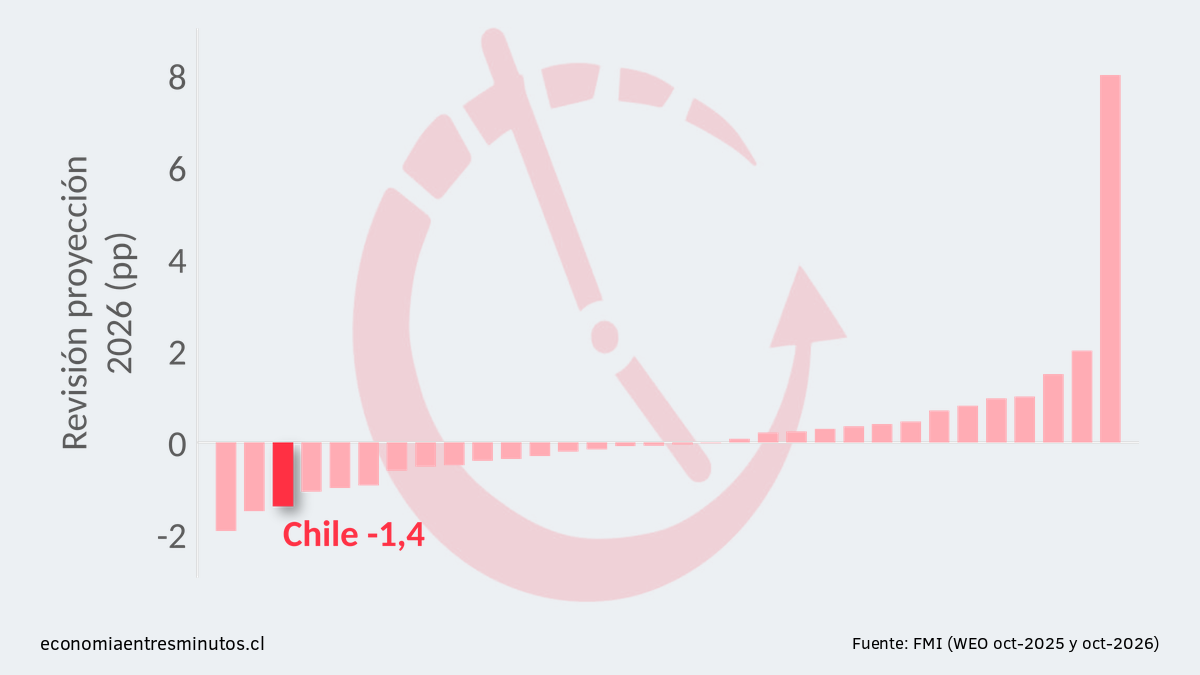 Revisión proyección
2026 (pp)
8
6
4
2
0
-2
Chile -1,4
economiaentresminutos.cl
Fuente: FMI (WEO oct-2025 y oct-2026)